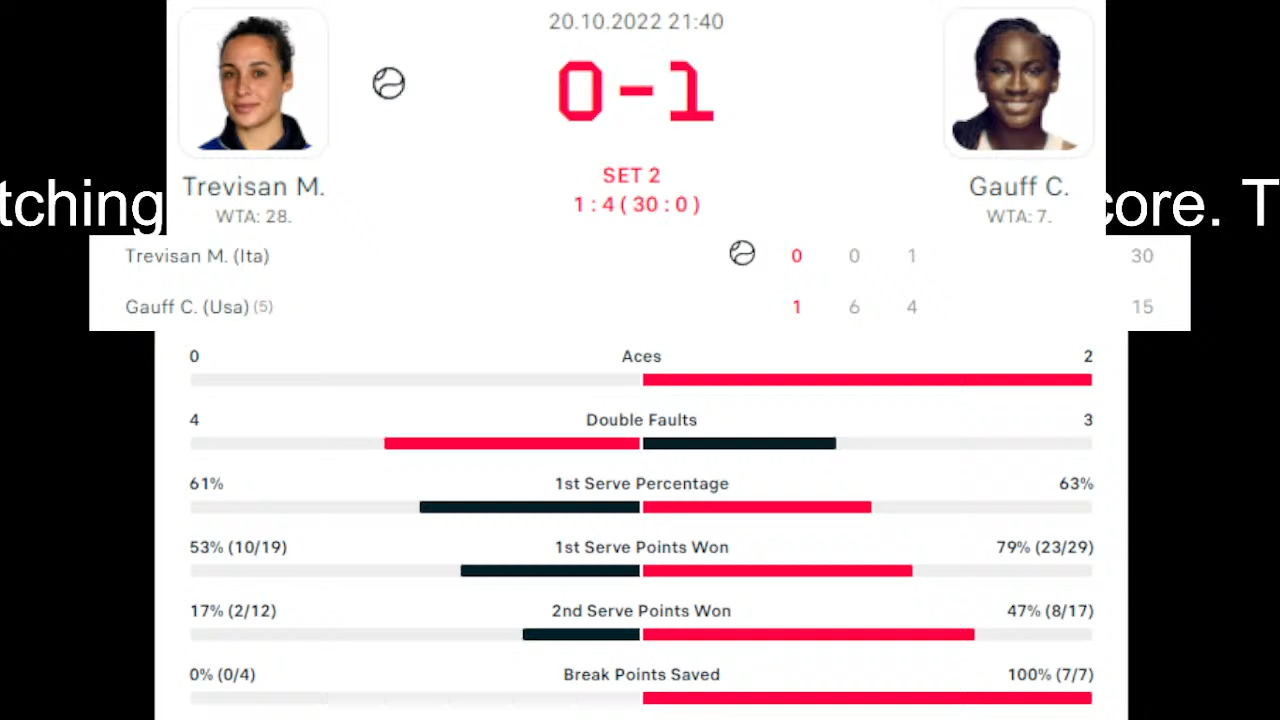 20.10.2022 21:40
0-1
SET 2
1 : 4 ( 30 : 0 )
Trevisan M.
WTA: 28.
Gauff C.
WTA: 7.
tching core. T
Trevisan M. (Ita) 0 0 1 30
Gauff C. (Usa) (5) 1 6 4 15
0 Aces 2
4 Double Faults 3
61% 1st Serve Percentage 63%
53% (10/19) 1st Serve Points Won 79% (23/29)
17% (2/12) 2nd Serve Points Won 47% (8/17)
0% (0/4) Break Points Saved 100% (7/7)